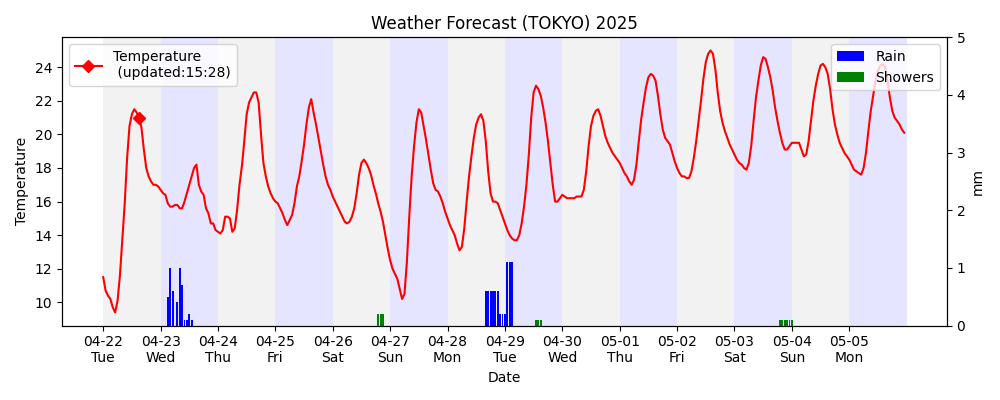 Weather Forecast (TOKYO) 2025
Temperature
(updated:15:28)
Rain
Showers
Temperature
24
22
20
18
16
14
12
10
5
4
3
2
1
0
mm
04-22 04-23 04-24 04-25 04-26 04-27 04-28 04-29 04-30 05-01 05-02 05-03 05-04 05-05
Tue Wed Thu Fri Sat Sun Mon Tue Wed Thu Fri Sat Sun Mon
Date